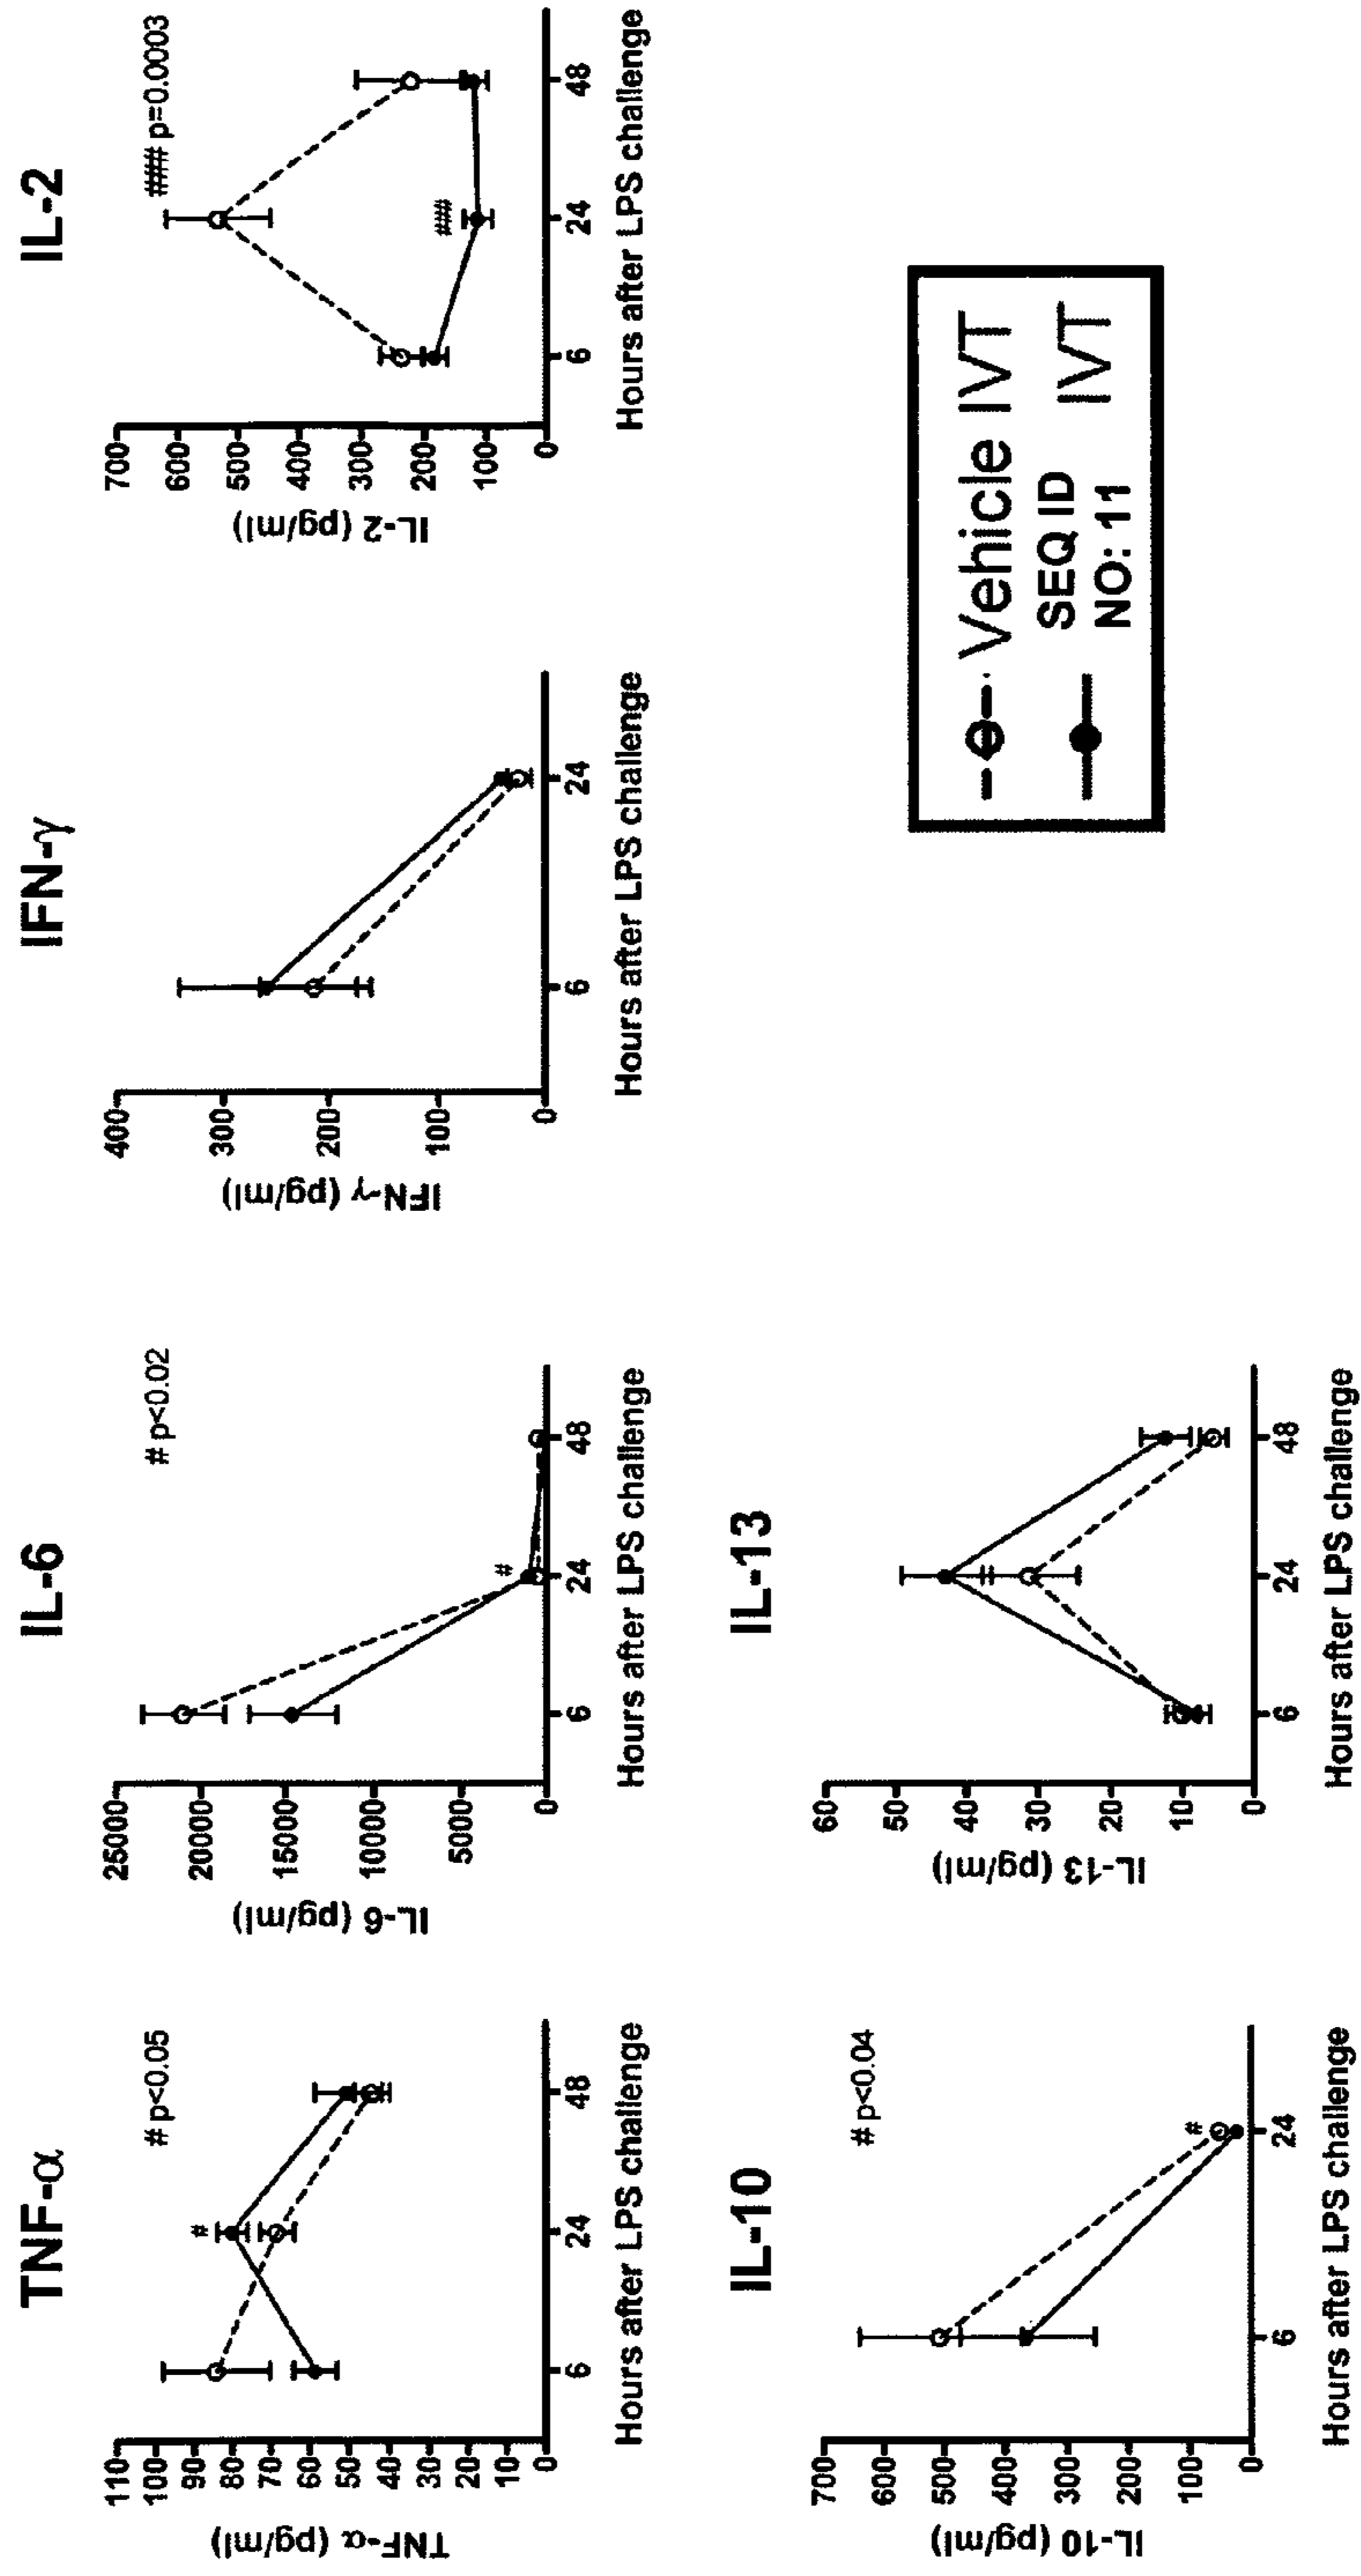 TNF-α
# p<0.05
TNF-α (pg/ml)
110
100
90
80
70
60
50
40
30
20
10
0
#
6
24
48
Hours after LPS challenge
IL-6
# p<0.02
IL-6 (pg/ml)
25000
20000
15000
10000
5000
0
#
6
24
48
Hours after LPS challenge
IFN-γ
IFN-γ (pg/ml)
400
300
200
100
0
6
24
Hours after LPS challenge
IL-2
### p=0.0003
IL-2 (pg/ml)
700
600
500
400
300
200
100
0
###
6
24
48
Hours after LPS challenge
IL-10
# p<0.04
IL-10 (pg/ml)
700
600
500
400
300
200
100
0
#
6
24
Hours after LPS challenge
IL-13
IL-13 (pg/ml)
60
50
40
30
20
10
0
6
24
48
Hours after LPS challenge
Vehicle IVT
SEQ ID IVT
NO: 11